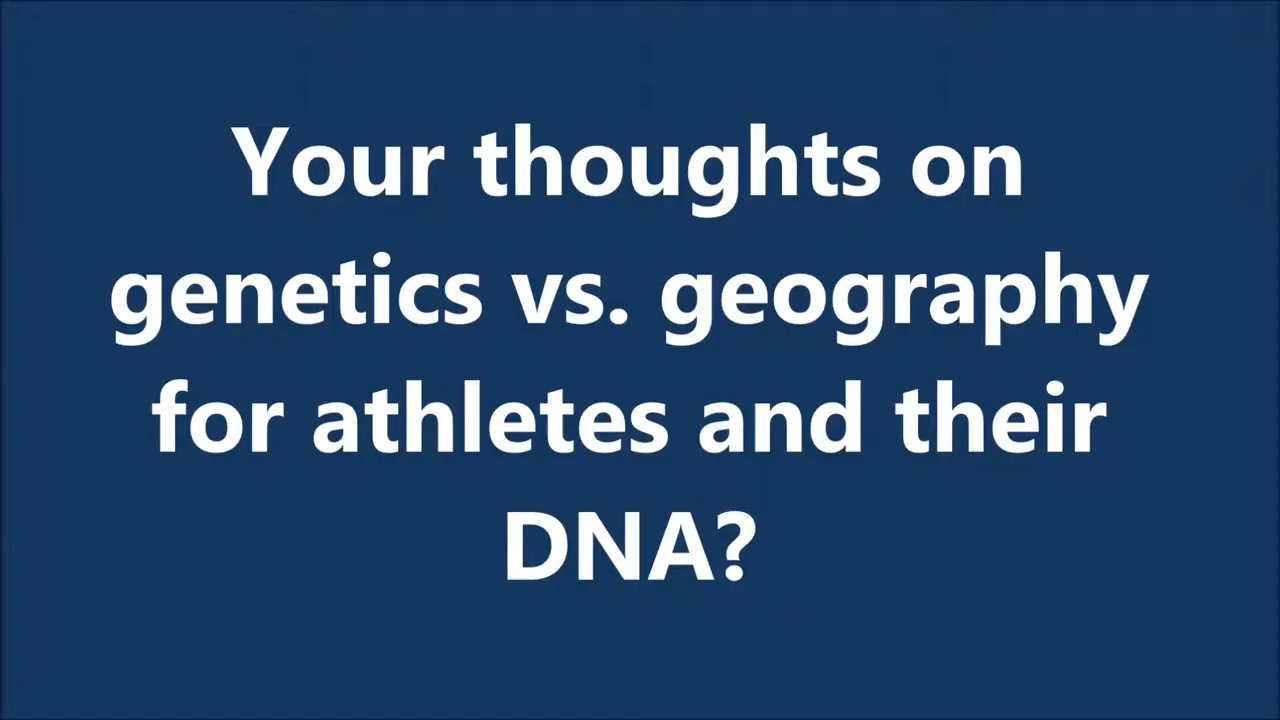 Your thoughts on
genetics vs. geography
for athletes and their
DNA?